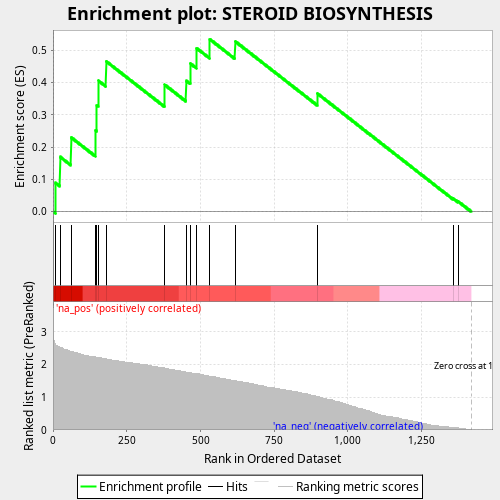 Enrichment plot: STEROID BIOSYNTHESIS
Enrichment score (ES)
0.5
0.4
0.3
0.2
0.1
0.0
'na_pos' (positively correlated)
Ranked list metric (PreRanked)
3
2
1
0
Zero cross at 1
'na_neg' (negatively correlated)
0
250
500
750
1,000
1,250
Rank in Ordered Dataset
Enrichment profile
Hits
Ranking metric scores